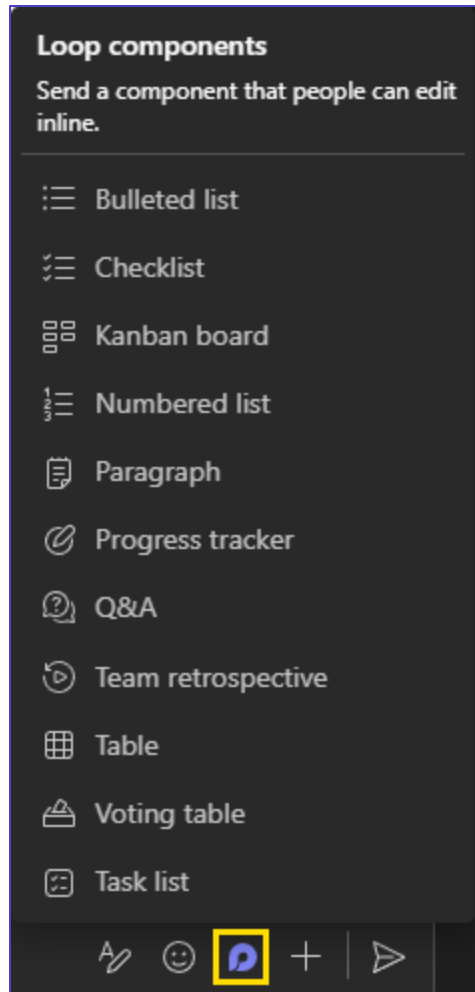 Loop components
Send a component that people can edit
inline.
Bulleted list
Checklist
Kanban board
Numbered list
Paragraph
Progress tracker
Q&A
Team retrospective
Table
Voting table
Task list